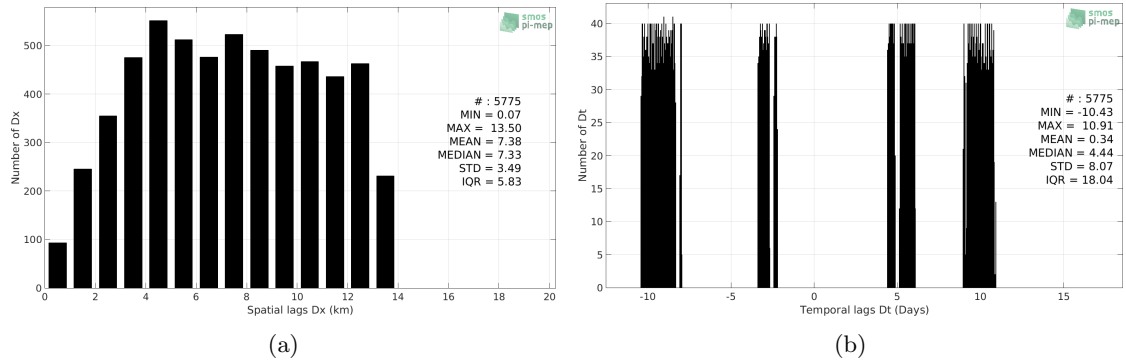 smos
pi-mep
500
400
300
200
100
0
Number of Dx
# : 5775
MIN = 0.07
MAX = 13.50
MEAN = 7.38
MEDIAN = 7.33
STD = 3.49
IQR = 5.83
0 2 4 6 8 10 12 14 16 18 20
Spatial lags Dx (km)
(a)
smos
pi-mep
40
35
30
25
20
15
10
5
0
Number of Dt
# : 5775
MIN = -10.43
MAX = 10.91
MEAN = 0.34
MEDIAN = 4.44
STD = 8.07
IQR = 18.04
-10 -5 0 5 10 15
Temporal lags Dt (Days)
(b)